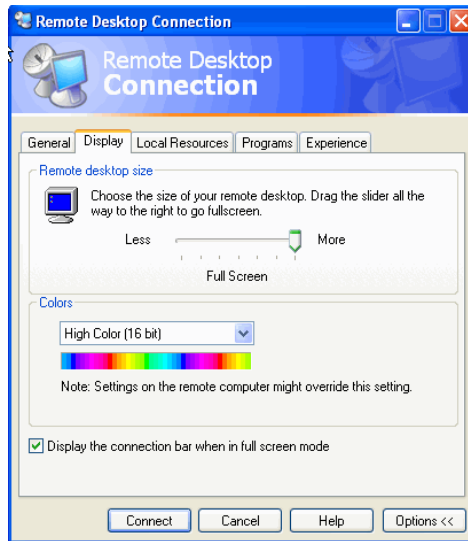 Remote Desktop Connection
Remote Desktop
Connection
General Display Local Resources Programs Experience
Remote desktop size
Choose the size of your remote desktop. Drag the slider all the
way to the right to go fullscreen.
Less More
Full Screen
Colors
High Color (16 bit)
Note: Settings on the remote computer might override this setting.
Display the connection bar when in full screen mode
Connect Cancel Help Options <<